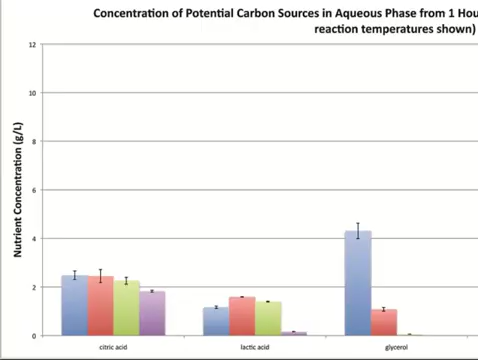 Concentration of Potential Carbon Sources in Aqueous Phase from 1 Hou
reaction temperatures shown)
Nutrient Concentration (g/L)
12
10
8
6
4
2
0
citric acid
lactic acid
glycerol